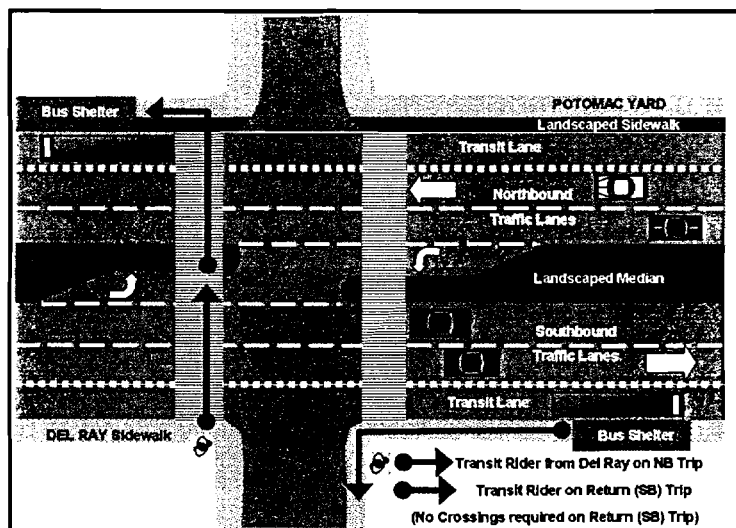 Bus Shelter
POTOMAC YARD
Landscaped Sidewalk
Transit Lane
Northbound
Traffic Lanes
Landscaped Median
Southbound
Traffic Lanes
Transit Lane
DEL RAY Sidewalk
Bus Shelter
Transit Rider from Del Ray on NB Trip
Transit Rider on Return (SB) Trip
(No Crossings required on Return (SB) Trip)